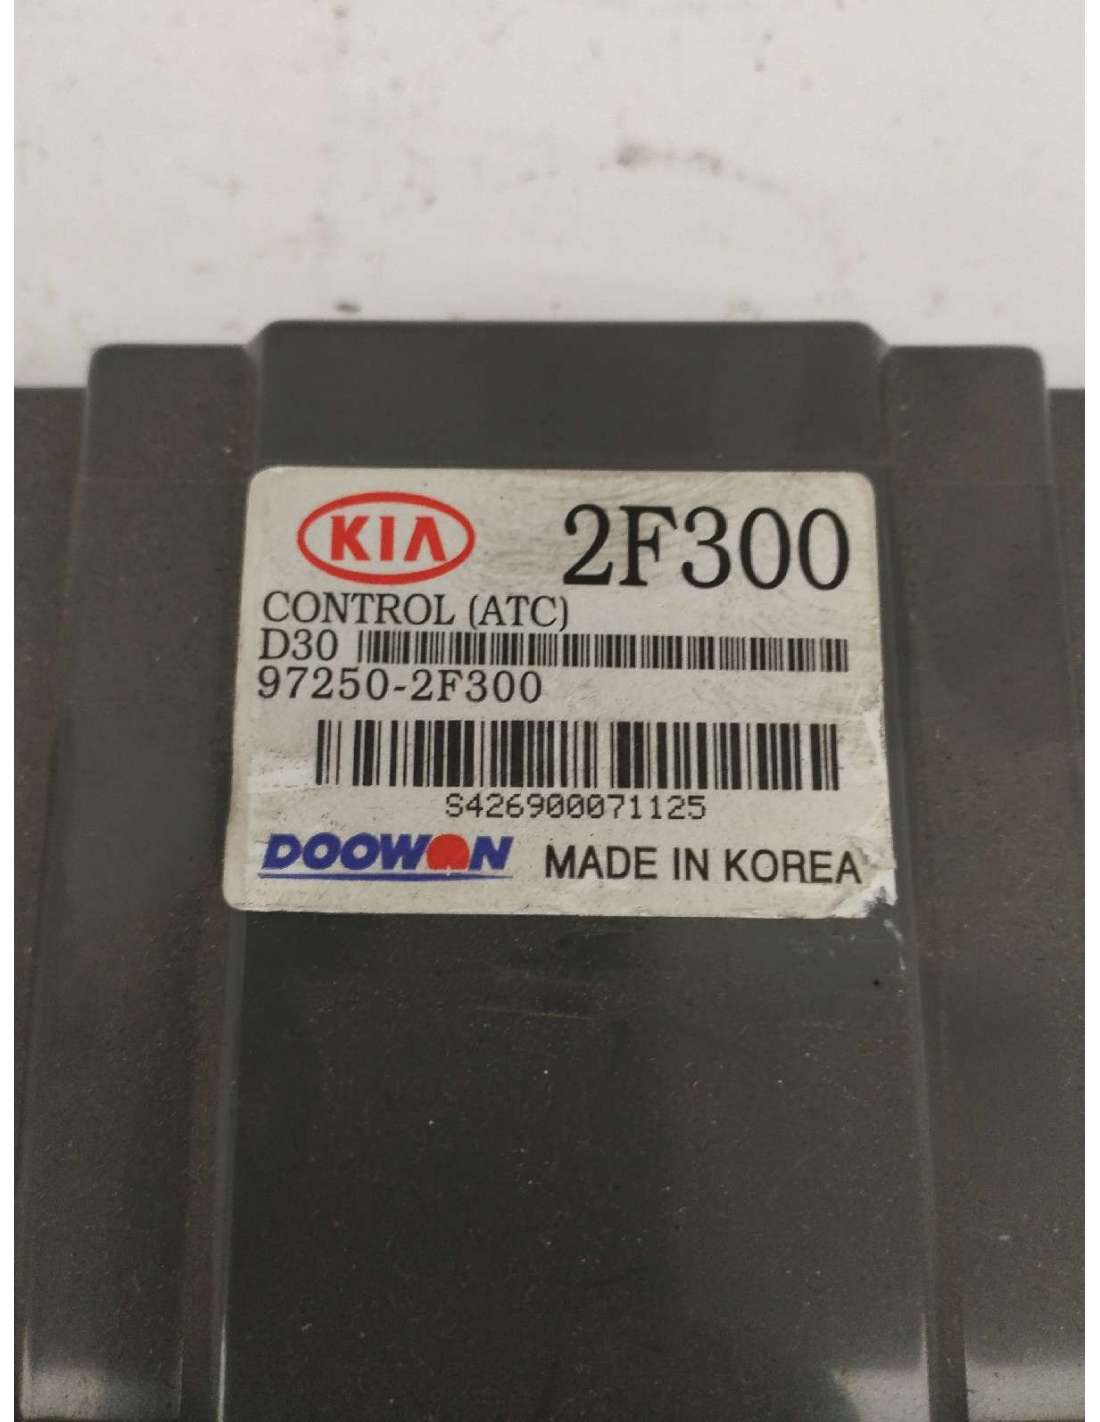 KIA 2F300
CONTROL (ATC)
D30
97250-2F300
S426900071125
DOOWON MADE IN KOREA